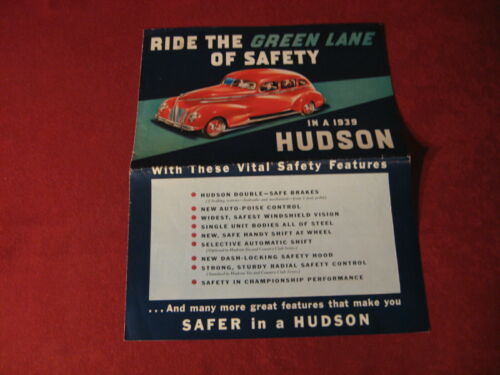 RIDE THE GREEN LANE
OF SAFETY
IN A 1939
HUDSON
With These Vital Safety Features
HUDSON DOUBLE-SAFE BRAKES
NEW AUTO-POISE CONTROL
WIDEST, SAFEST WINDSHIELD VISION
SINGLE UNIT BODIES ALL OF STEEL
NEW, SAFE HANDY SHIFT AT WHEEL
SELECTIVE AUTOMATIC SHIFT
NEW DASH-LOCKING SAFETY HOOD
STRONG, STURDY RADIAL SAFETY CONTROL
SAFETY IN CHAMPIONSHIP PERFORMANCE
...And many more great features that make you
SAFER in a HUDSON